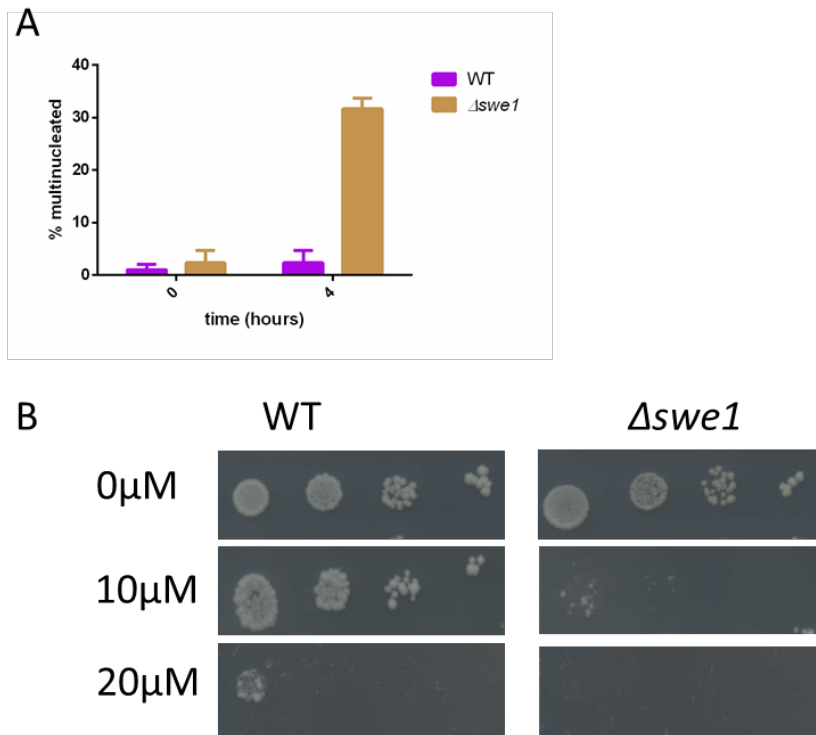 A
40
30
20
10
0
% multinucleated
0 4
time (hours)
WT
Δswe1
B WT Δswe1
0μM
10μM
20μM